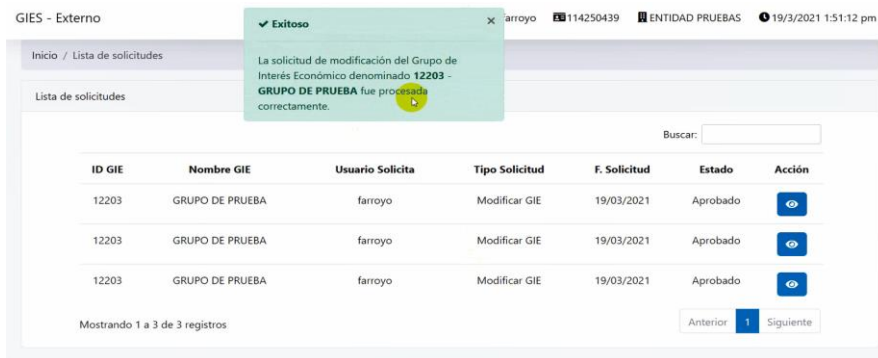 GIES - Externo
arroyo 114250439 ENTIDAD PRUEBAS 19/3/2021 1:51:12 pm
✔ Exitoso ×
La solicitud de modificación del Grupo de
Interés Económico denominado 12203 -
GRUPO DE PRUEBA fue procesada
correctamente.
Inicio / Lista de solicitudes
Lista de solicitudes
Buscar:
ID GIE Nombre GIE Usuario Solicita Tipo Solicitud F. Solicitud Estado Acción
12203 GRUPO DE PRUEBA farroyo Modificar GIE 19/03/2021 Aprobado
12203 GRUPO DE PRUEBA farroyo Modificar GIE 19/03/2021 Aprobado
12203 GRUPO DE PRUEBA farroyo Modificar GIE 19/03/2021 Aprobado
Mostrando 1 a 3 de 3 registros
Anterior 1 Siguiente